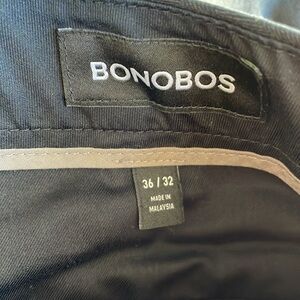 BONOBOS
36 / 32
MADE IN
MALAYSIA